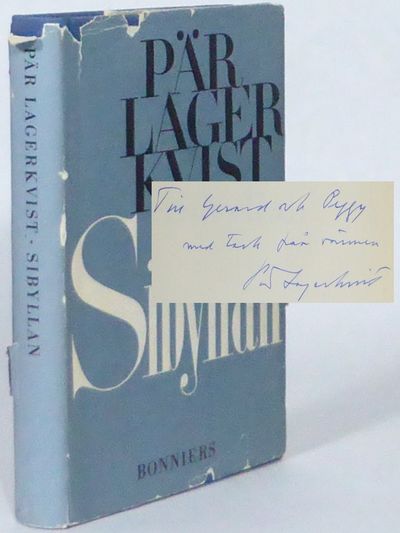 PÄR LAGERKVIST · SIBYLLAN
PÄR
LAGER
KVIST
Sibyllan
BONNIERS
Till Gerard och Peggy
med tack från vännen
Pär Lagerkvist